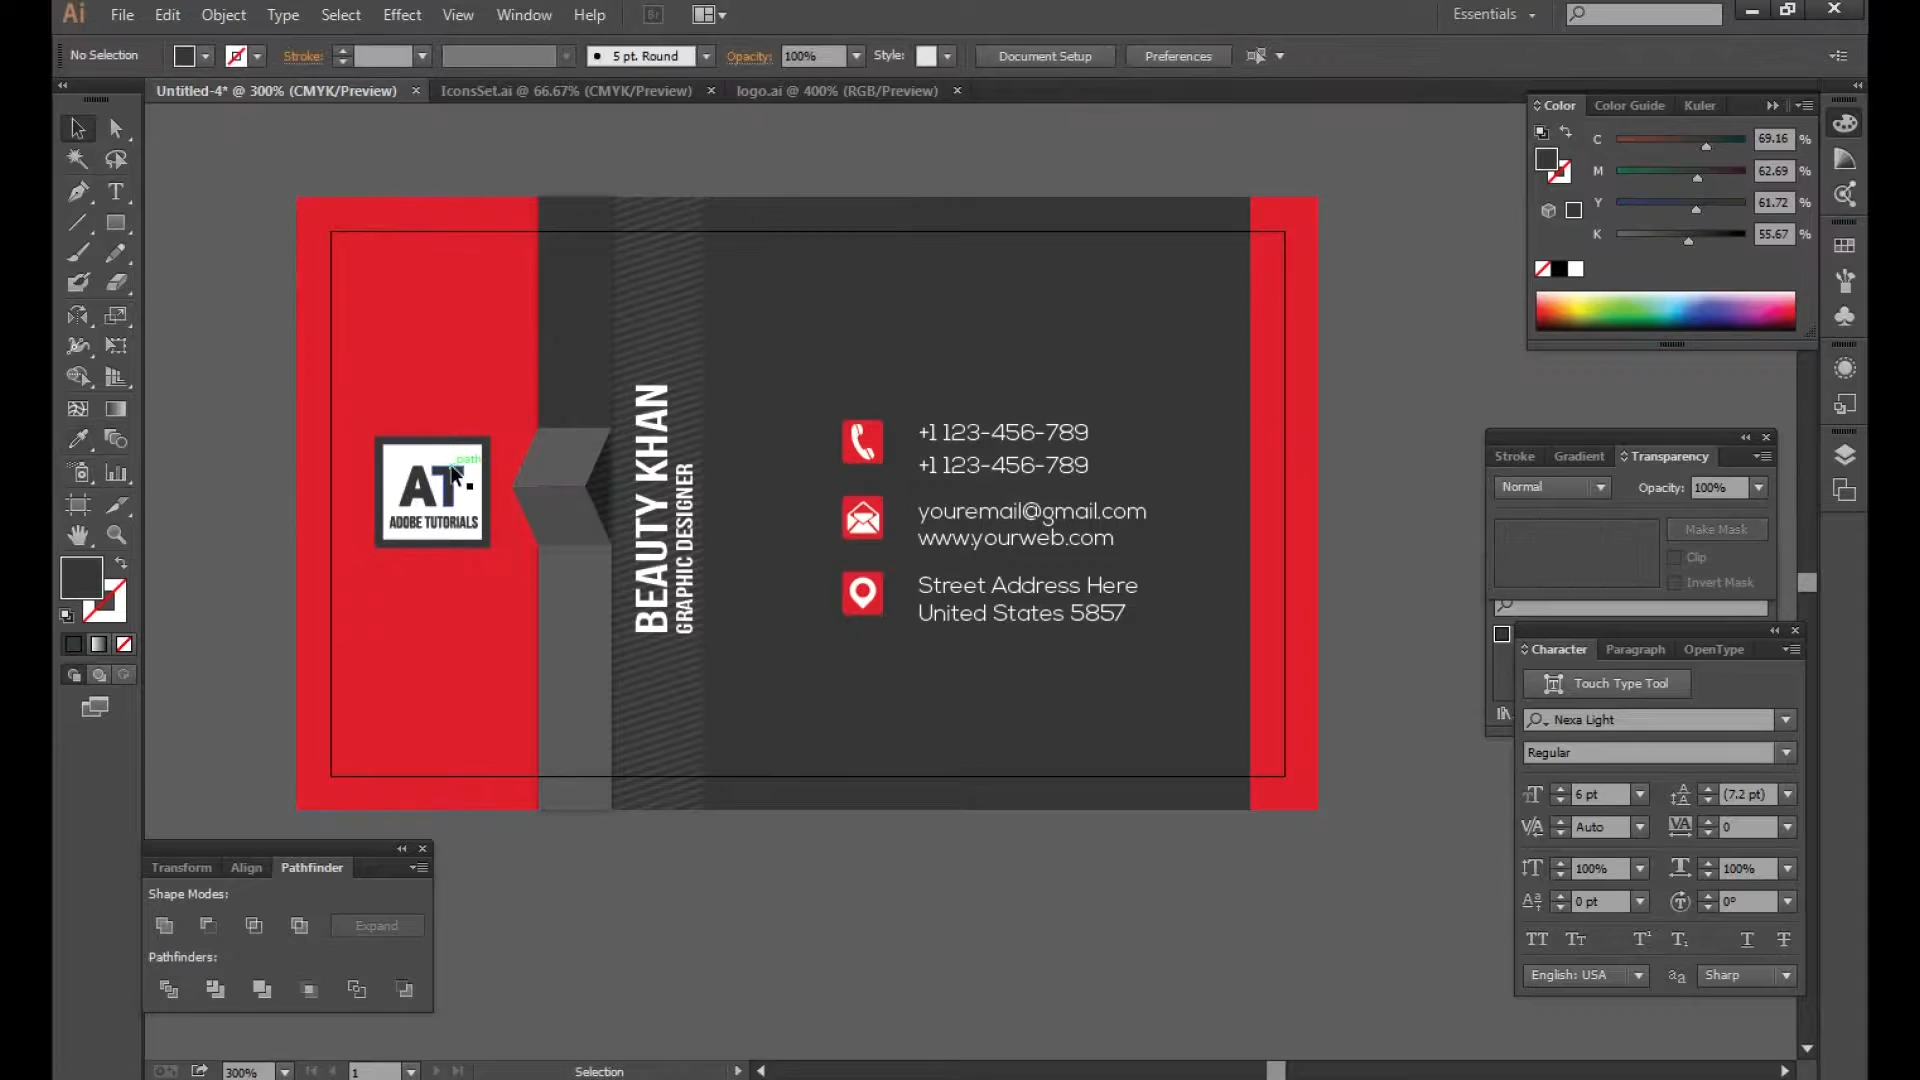 Ai File Edit Object Type Select Effect View Window Help Br Essentials
No Selection Stroke: 5 pt. Round Opacity: 100% Style: Document Setup Preferences
Untitled-4* @ 300% (CMYK/Preview) × IconsSet.ai @ 66.67% (CMYK/Preview) × logo.ai @ 400% (RGB/Preview) ×
Color Color Guide Kuler
C 69.16 %
M 62.69 %
Y 61.72 %
K 55.67 %
path
AT.
ADOBE TUTORIALS
BEAUTY KHAN
GRAPHIC DESIGNER
+1 123-456-789
+1 123-456-789
youremail@gmail.com
www.yourweb.com
Street Address Here
United States 5857
Stroke Gradient Transparency
Normal Opacity: 100%
Make Mask
Clip
Invert Mask
Character Paragraph OpenType
Touch Type Tool
Nexa Light
Regular
6 pt (7.2 pt)
Auto 0
100% 100%
0 pt 0°
English: USA Sharp
Transform Align Pathfinder
Shape Modes:
Expand
Pathfinders:
300% 1 Selection